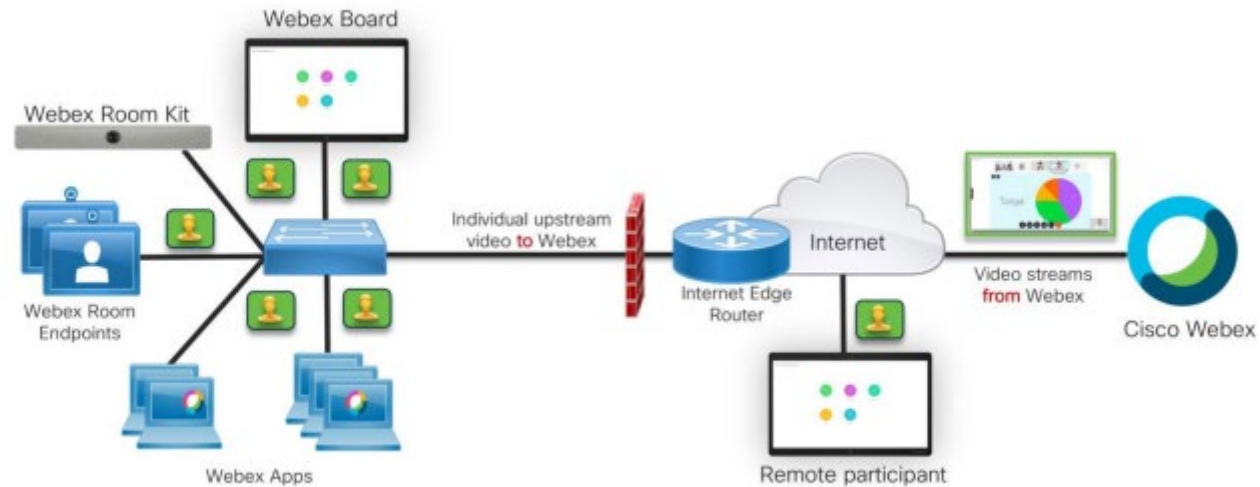 Webex Board
Webex Room Kit
Individual upstream
video to Webex
Internet
Target
Video streams
from Webex
Webex Room
Endpoints
Internet Edge
Router
Cisco Webex
Webex Apps
Remote participant